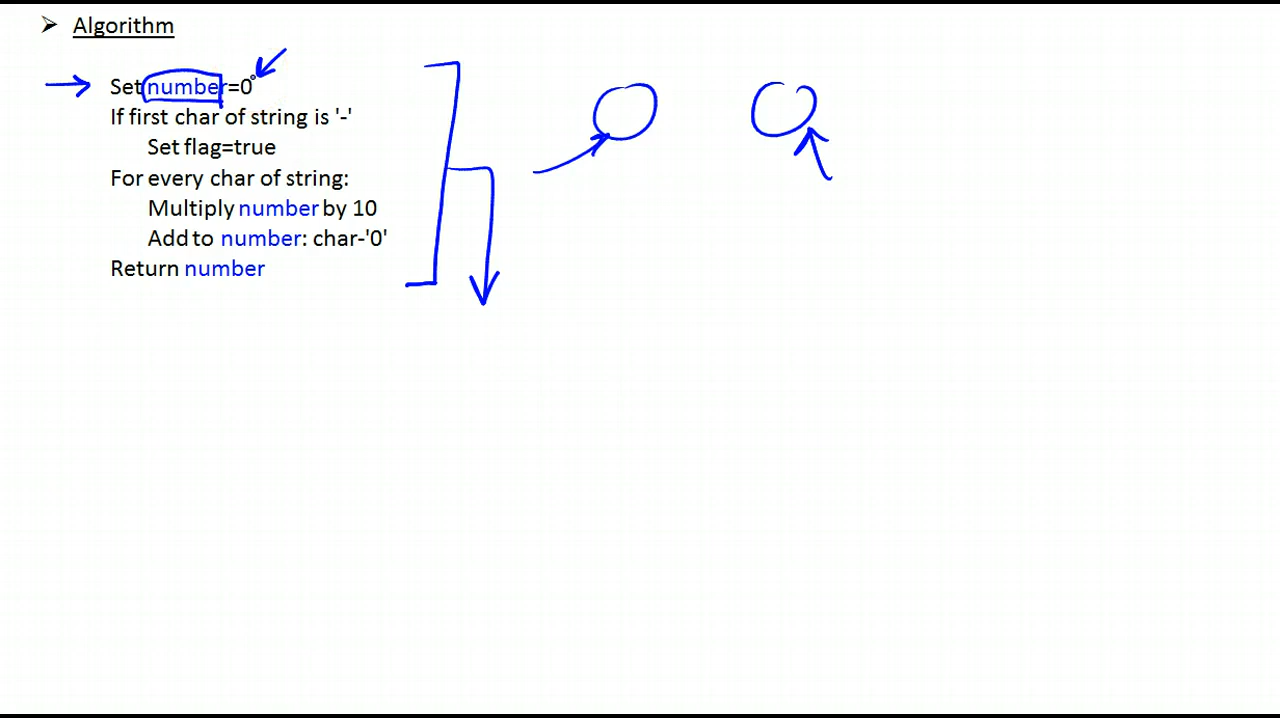 Algorithm
Set number=0
If first char of string is '-'
Set flag=true
For every char of string:
Multiply number by 10
Add to number: char-'0'
Return number